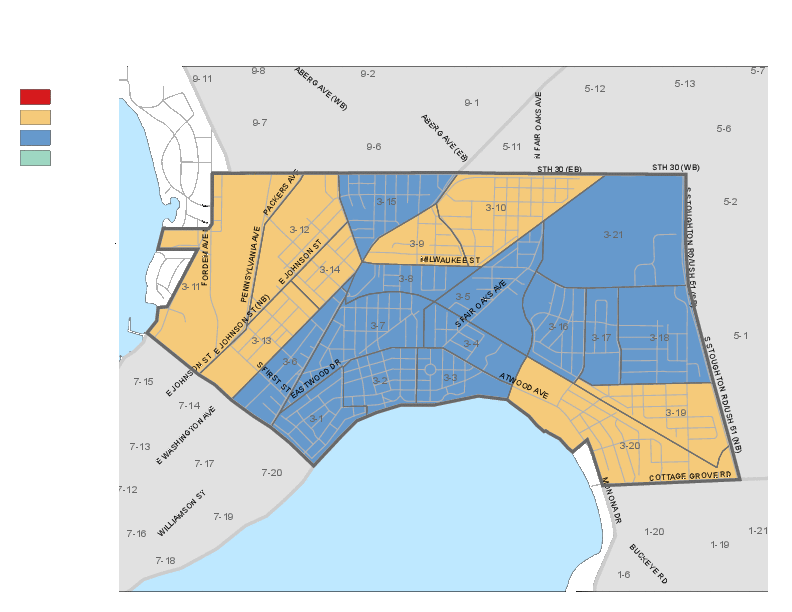 9-11
9-8
9-2
5-7
ABERG AVE (WB)
5-13
5-12
9-1
N FAIR OAKS AVE
9-7
ABERG AVE (EB)
5-6
9-6
5-11
STH 30 (EB)
STH 30 (WB)
PACKERS AVE
5-2
3-15
3-10
S STOUGHTON RD/USH 51 (SB)
3-12
3-21
3-9
FORDEM AVE
PENNSYLVANIA AVE
E JOHNSON ST
MILWAUKEE ST
3-14
3-8
3-11
3-5
S FAIR OAKS AVE
E JOHNSON ST (NB)
3-7
3-16
3-17
3-18
5-1
3-13
3-4
S STOUGHTON RD/USH 51 (NB)
3-6
E JOHNSON ST
S FIRST ST
EASTWOOD DR
3-2
3-3
ATWOOD AVE
7-15
7-14
3-1
3-19
E WASHINGTON AVE
7-13
3-20
7-17
7-20
COTTAGE GROVE RD
7-12
MONONA DR
WILLIAMSON ST
7-19
7-16
1-20
1-21
1-19
7-18
BUCKEYE RD
1-6